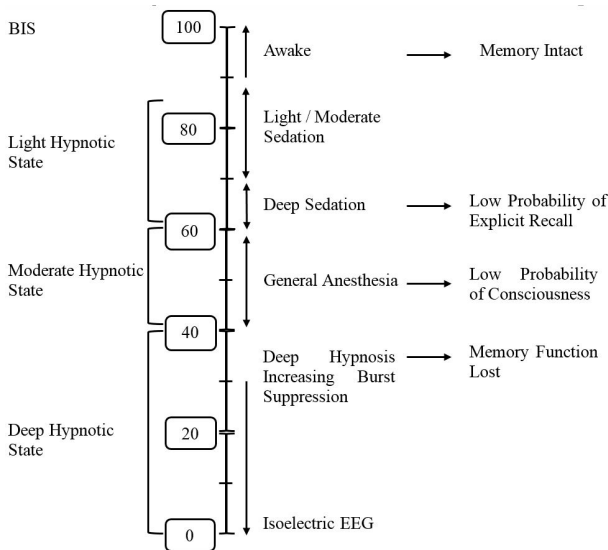 BIS
100
Awake
Memory Intact
80
Light / Moderate
Sedation
Light Hypnotic
State
Deep Sedation
Low Probability of
Explicit Recall
60
Moderate Hypnotic
State
General Anesthesia
Low Probability
of Consciousness
40
Deep Hypnosis
Increasing Burst
Suppression
Memory Function
Lost
Deep Hypnotic
State
20
Isoelectric EEG
0